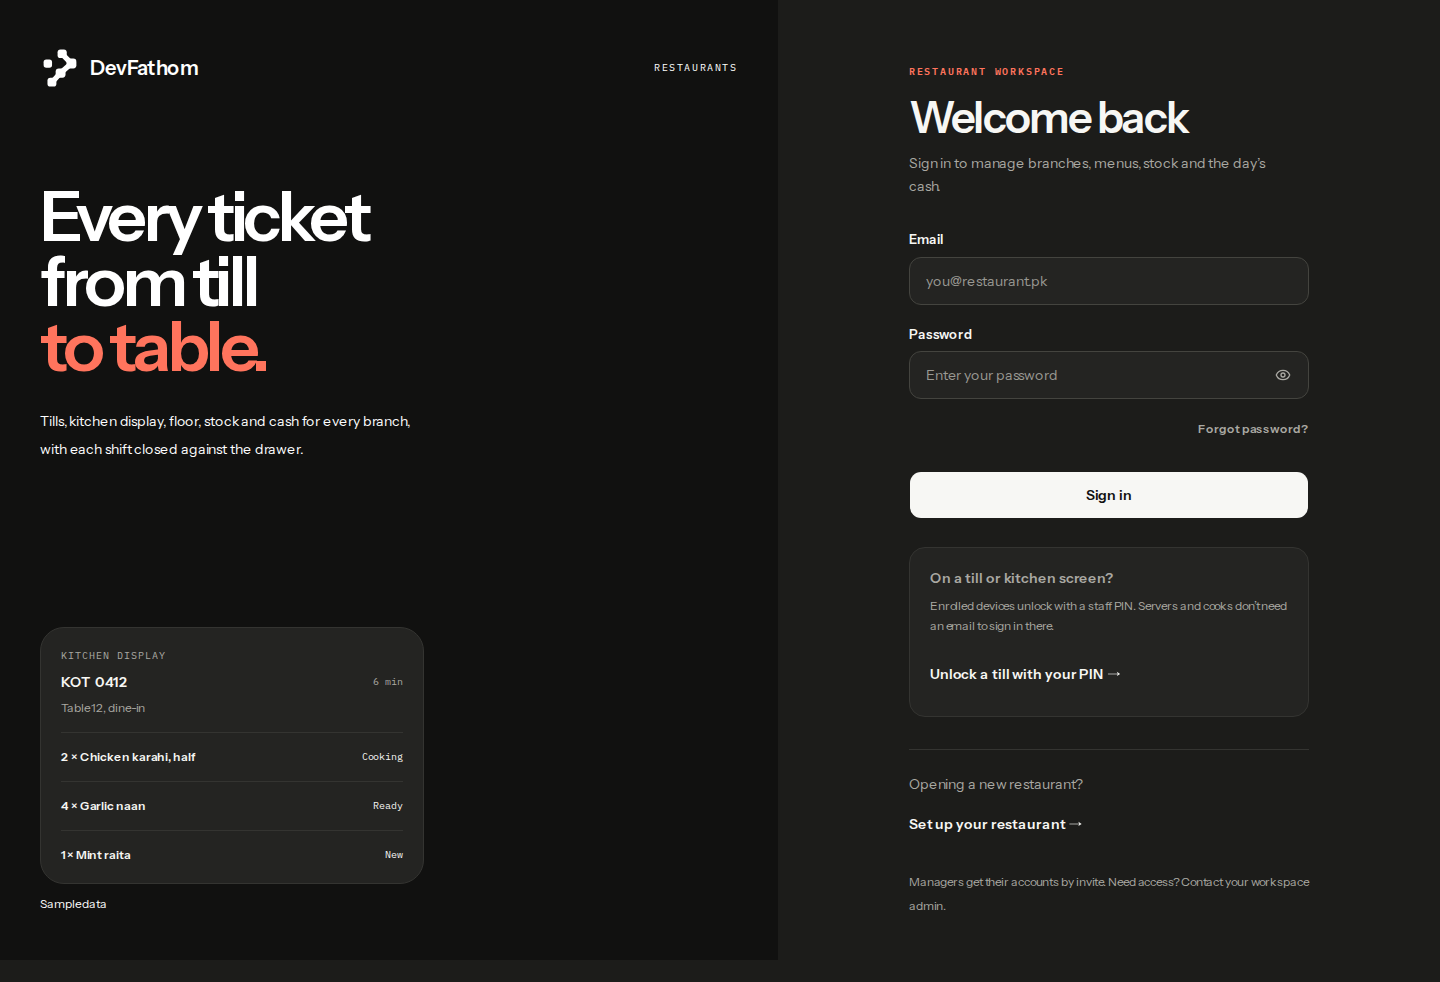 DevFathom
RESTAURANTS
Every ticket
from till
to table.
Tills, kitchen display, floor, stock and cash for every branch,
with each shift closed against the drawer.
KITCHEN DISPLAY
KOT 0412
6 min
Table 12, dine-in
2 × Chicken karahi, half
Cooking
4 × Garlic naan
Ready
1 × Mint raita
New
Sample data
RESTAURANT WORKSPACE
Welcome back
Sign in to manage branches, menus, stock and the day's
cash.
Email
you@restaurant.pk
Password
Enter your password
Forgot password?
Sign in
On a till or kitchen screen?
Enrolled devices unlock with a staff PIN. Servers and cooks don't need
an email to sign in there.
Unlock a till with your PIN →
Opening a new restaurant?
Set up your restaurant →
Managers get their accounts by invite. Need access? Contact your workspace
admin.